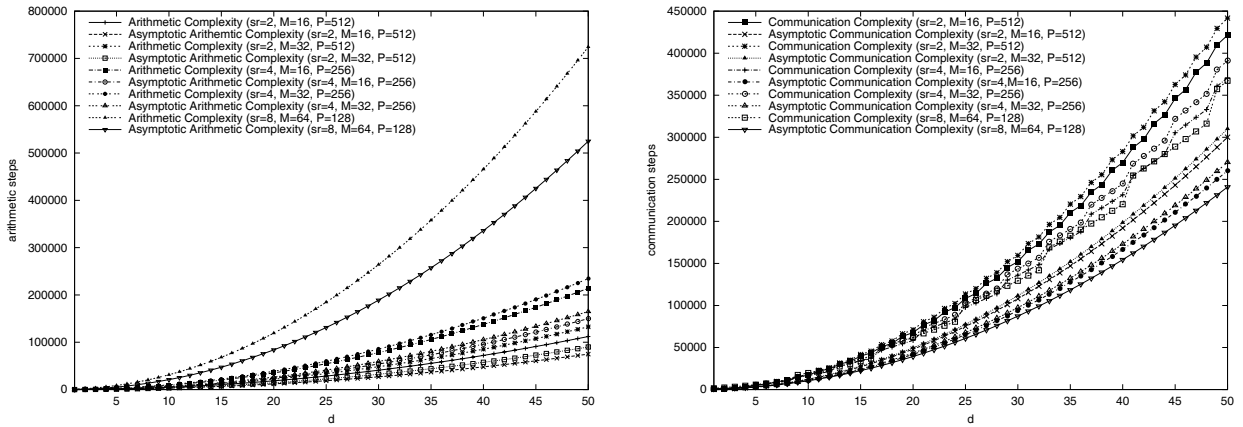 800000
700000
600000
500000
400000
300000
200000
100000
0
arithmetic steps
Arithmetic Complexity (sr=2, M=16, P=512)
Asymptotic Arithemtic Complexity (sr=2, M=16, P=512)
Arithmetic Complexity (sr=2, M=32, P=512)
Asymptotic Arithmetic Complexity (sr=2, M=32, P=512)
Arithmetic Complexity (sr=4, M=16, P=256)
Asymptotic Arithmetic Complexity (sr=4, M=16, P=256)
Arithmetic Complexity (sr=4, M=32, P=256)
Asymptotic Arithmetic Complexity (sr=4, M=32, P=256)
Arithmetic Complexity (sr=8, M=64, P=128)
Asymptotic Arithmetic Complexity (sr=8, M=64, P=128)
5 10 15 20 25 30 35 40 45 50
d
450000
400000
350000
300000
250000
200000
150000
100000
50000
0
communication steps
Communication Complexity (sr=2, M=16, P=512)
Asymptotic Communication Complexity (sr=2, M=16, P=512)
Communication Complexity (sr=2, M=32, P=512)
Asymptotic Communication Complexity (sr=2, M=32, P=512)
Communication Complexity (sr=4, M=16, P=256)
Asymptotic Communication Complexity (sr=4,M=16, P=256)
Communication Complexity (sr=4, M=32, P=256)
Asymptotic Communication Complexity (sr=4, M=32, P=256)
Communication Complexity (sr=8, M=64, P=128)
Asymptotic Communication Complexity (sr=8, M=64, P=128)
5 10 15 20 25 30 35 40 45 50
d